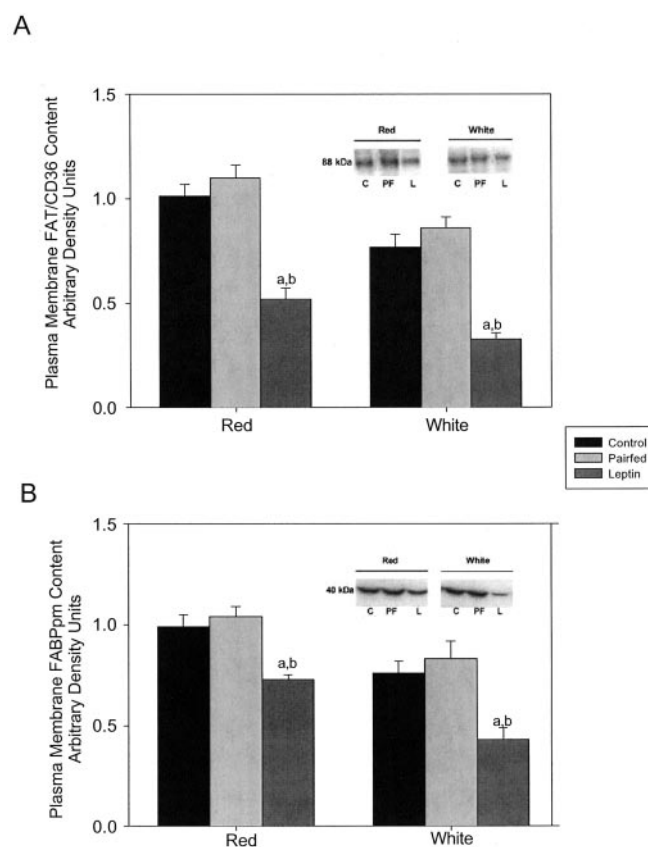 A
Plasma Membrane FAT/CD36 Content
Arbitrary Density Units
1.5
1.0
0.5
0.0
Red White
88 kDa
C PF L C PF L
a,b
a,b
Red White
Control
Pairfed
Leptin
B
Plasma Membrane FABPpm Content
Arbitrary Density Units
1.5
1.0
0.5
0.0
Red White
40 kDa
C PF L C PF L
a,b
a,b
Red White